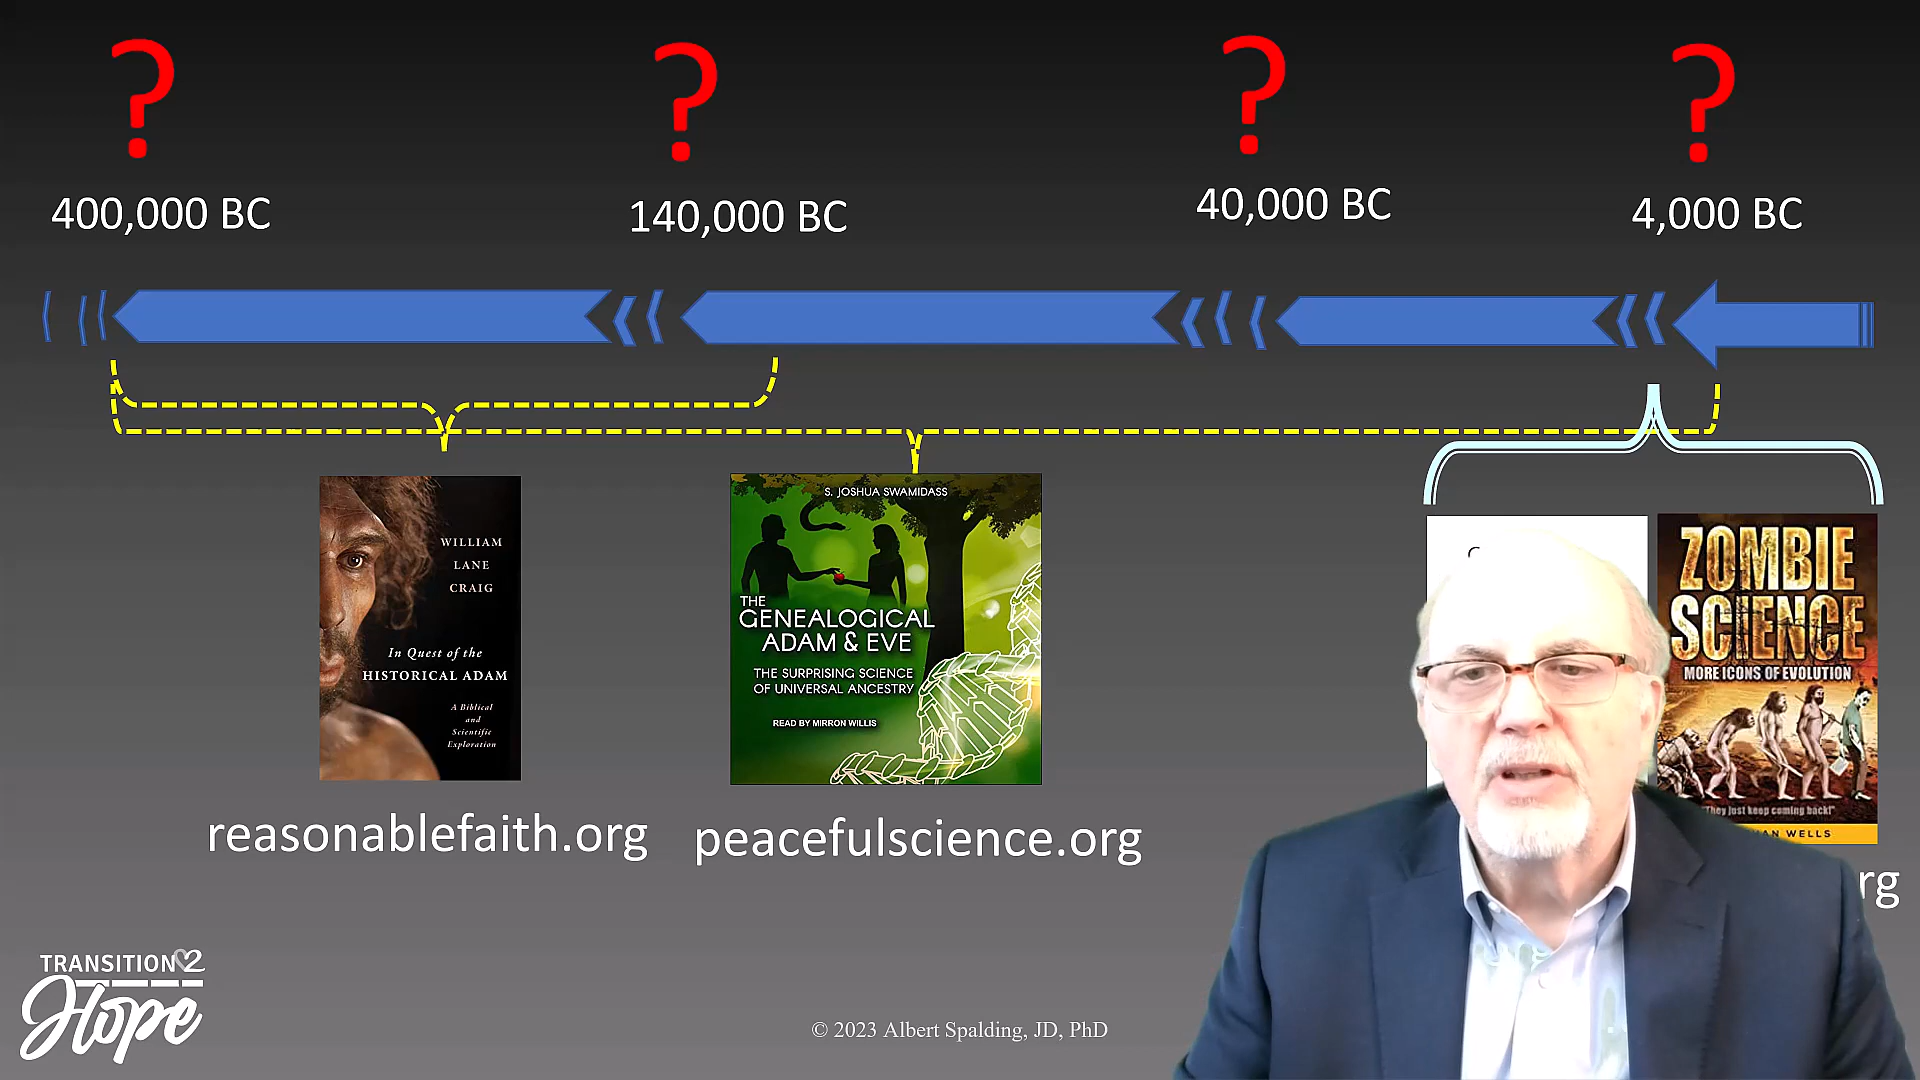 ? ? ? ?
400,000 BC
140,000 BC
40,000 BC
4,000 BC
WILLIAM
LANE
CRAIG
In Quest of the
HISTORICAL ADAM
A Biblical
and
Scientific
Exploration
reasonablefaith.org
S. JOSHUA SWAMIDASS
THE
GENEALOGICAL
ADAM & EVE
THE SURPRISING SCIENCE
OF UNIVERSAL ANCESTRY
READ BY MIRRON WILLIS
peacefulscience.org
ZOMBIE
SCIENCE
MORE ICONS OF EVOLUTION
"They just keep coming back!"
WELLS
rg
TRANSITION 2
Hope
© 2023 Albert Spalding, JD, PhD